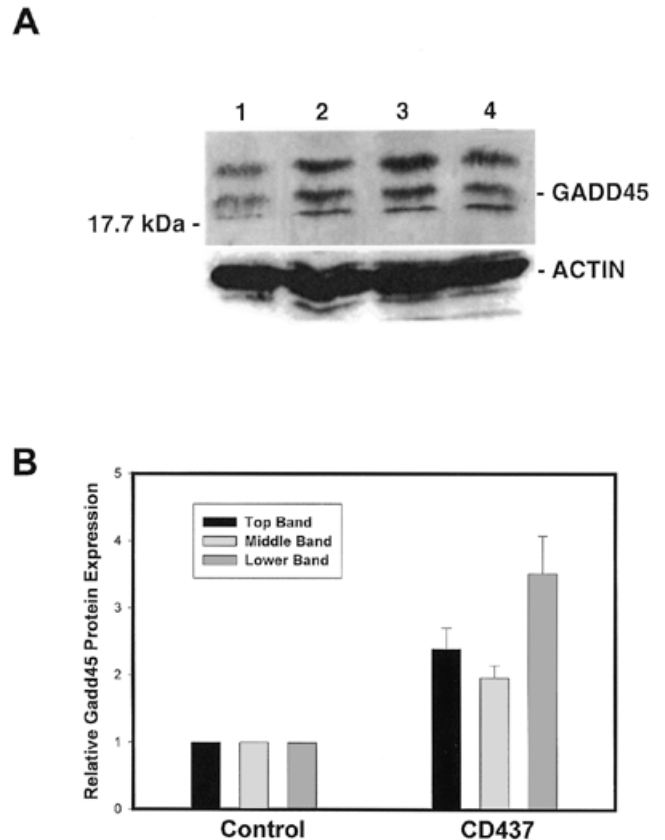 A
1 2 3 4
- GADD45
17.7 kDa -
- ACTIN
B
Relative Gadd45 Protein Expression
5
4
3
2
1
0
Top Band
Middle Band
Lower Band
Control CD437